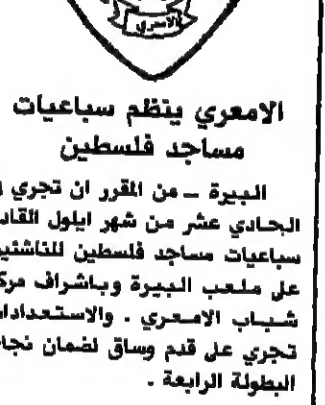 الامعري
الامعري ينظم سباعيات
مساجد فلسطين
البيرة – من المقرر ان تجري
الحادي عشر من شهر ايلول القاد
سباعيات مساجد فلسطين للناشئين
على ملعب البيرة وباشراف مرك
شباب الامعري . والاستعدادات
تجري على قدم وساق لضمان نجا
البطولة الرابعة .